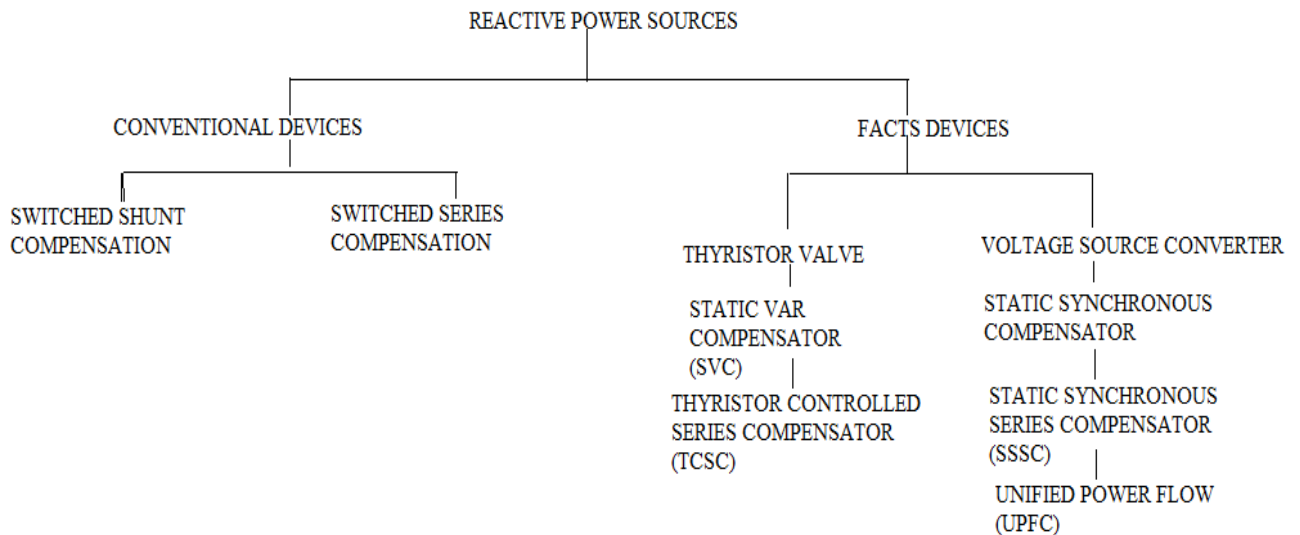 REACTIVE POWER SOURCES
CONVENTIONAL DEVICES
FACTS DEVICES
SWITCHED SHUNT
COMPENSATION
SWITCHED SERIES
COMPENSATION
THYRISTOR VALVE
STATIC VAR
COMPENSATOR
(SVC)
THYRISTOR CONTROLLED
SERIES COMPENSATOR
(TCSC)
VOLTAGE SOURCE CONVERTER
STATIC SYNCHRONOUS
COMPENSATOR
STATIC SYNCHRONOUS
SERIES COMPENSATOR
(SSSC)
UNIFIED POWER FLOW
(UPFC)